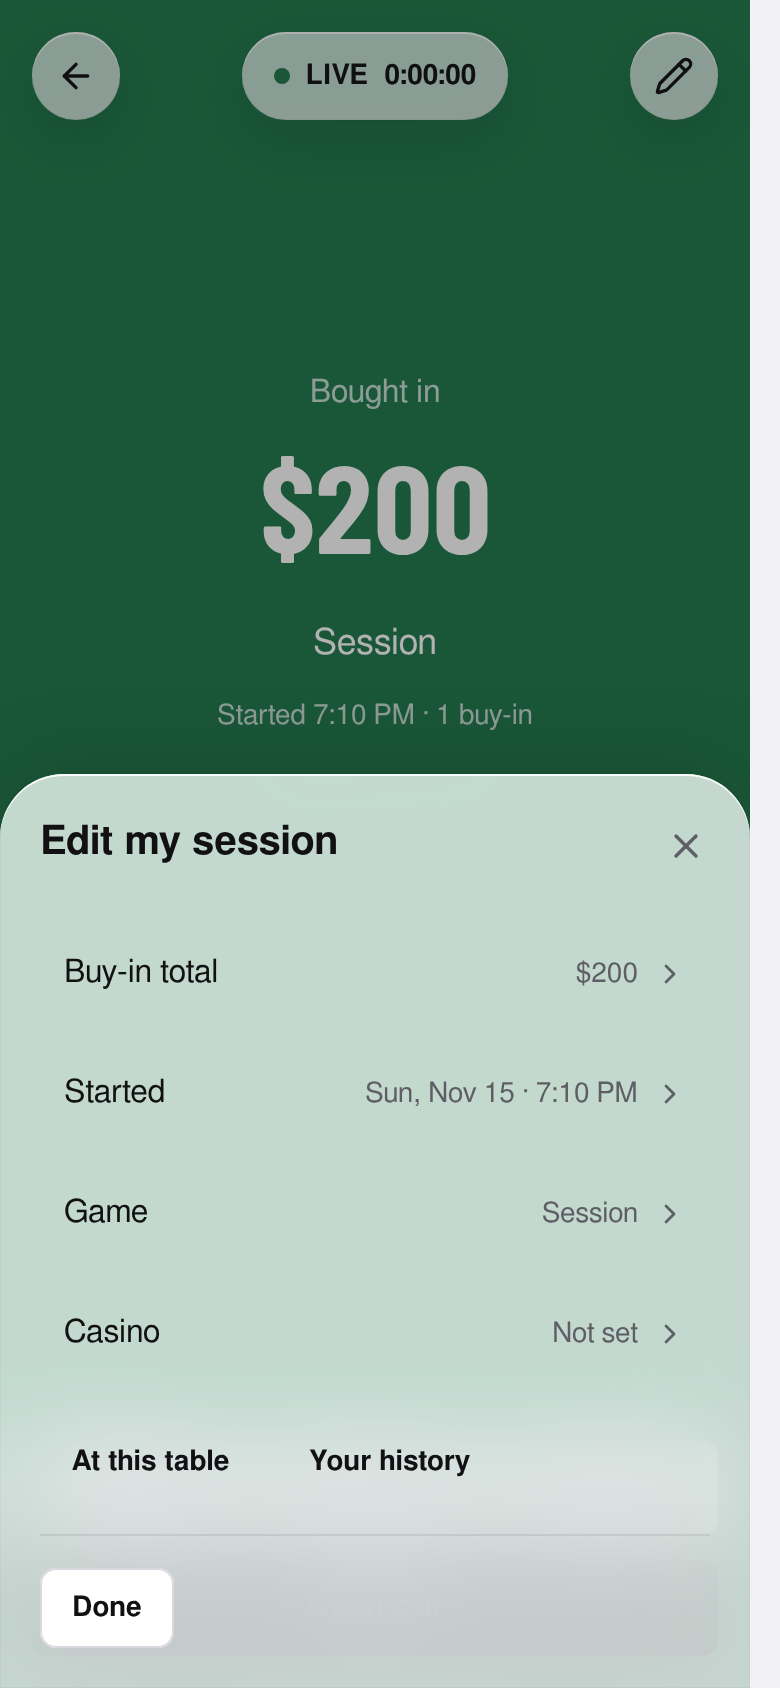 LIVE 0:00:00
Bought in
$200
Session
Started 7:10 PM · 1 buy-in
Edit my session
Buy-in total $200
Started Sun, Nov 15 · 7:10 PM
Game Session
Casino Not set
At this table Your history
Done